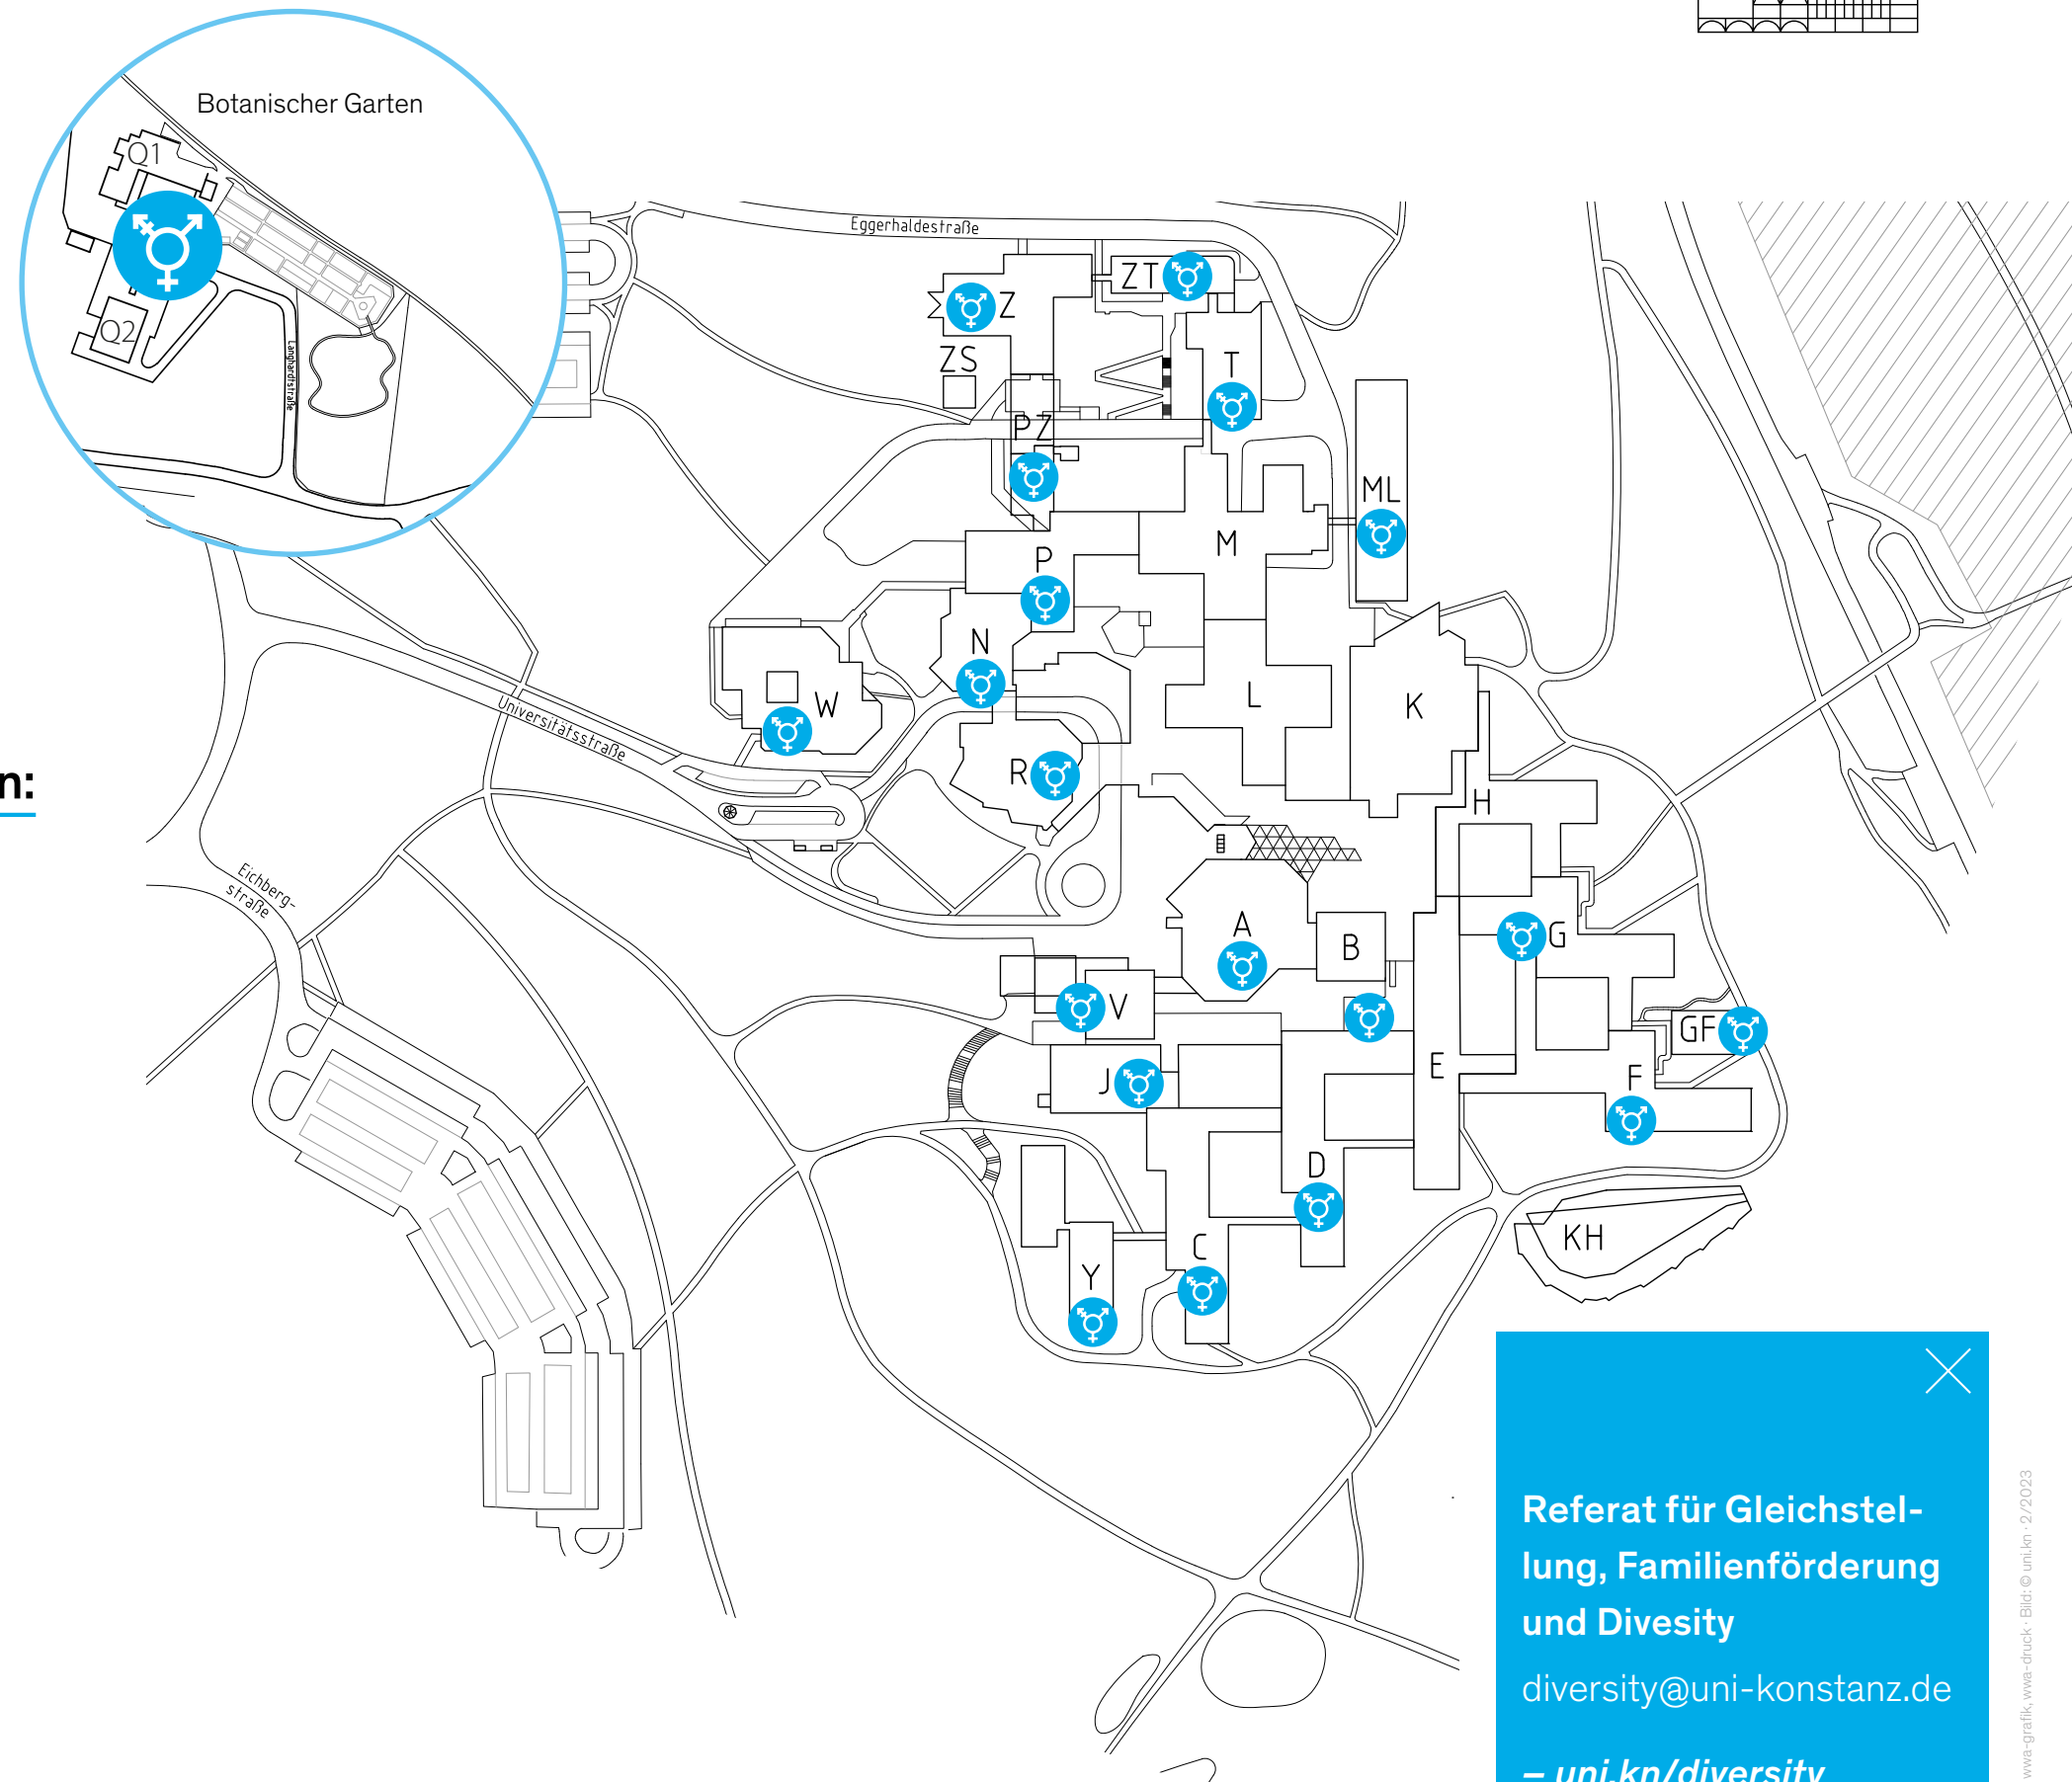 Botanischer Garten
Q1
Q2
Langhardtstraße
Eggerhaldestraße
ZT
Z
ZS
T
PZ
ML
M
P
N
W
L
K
Universitätsstraße
R
n:
H
Eichberg-
straße
A
B
G
V
GF
E
J
F
D
C
KH
Y
Referat für Gleichstel-
lung, Familienförderung
und Divesity
diversity@uni-konstanz.de
– uni.kn/diversity
wwa-grafik, wwa-druck · Bild: © uni.kn · 2/2023